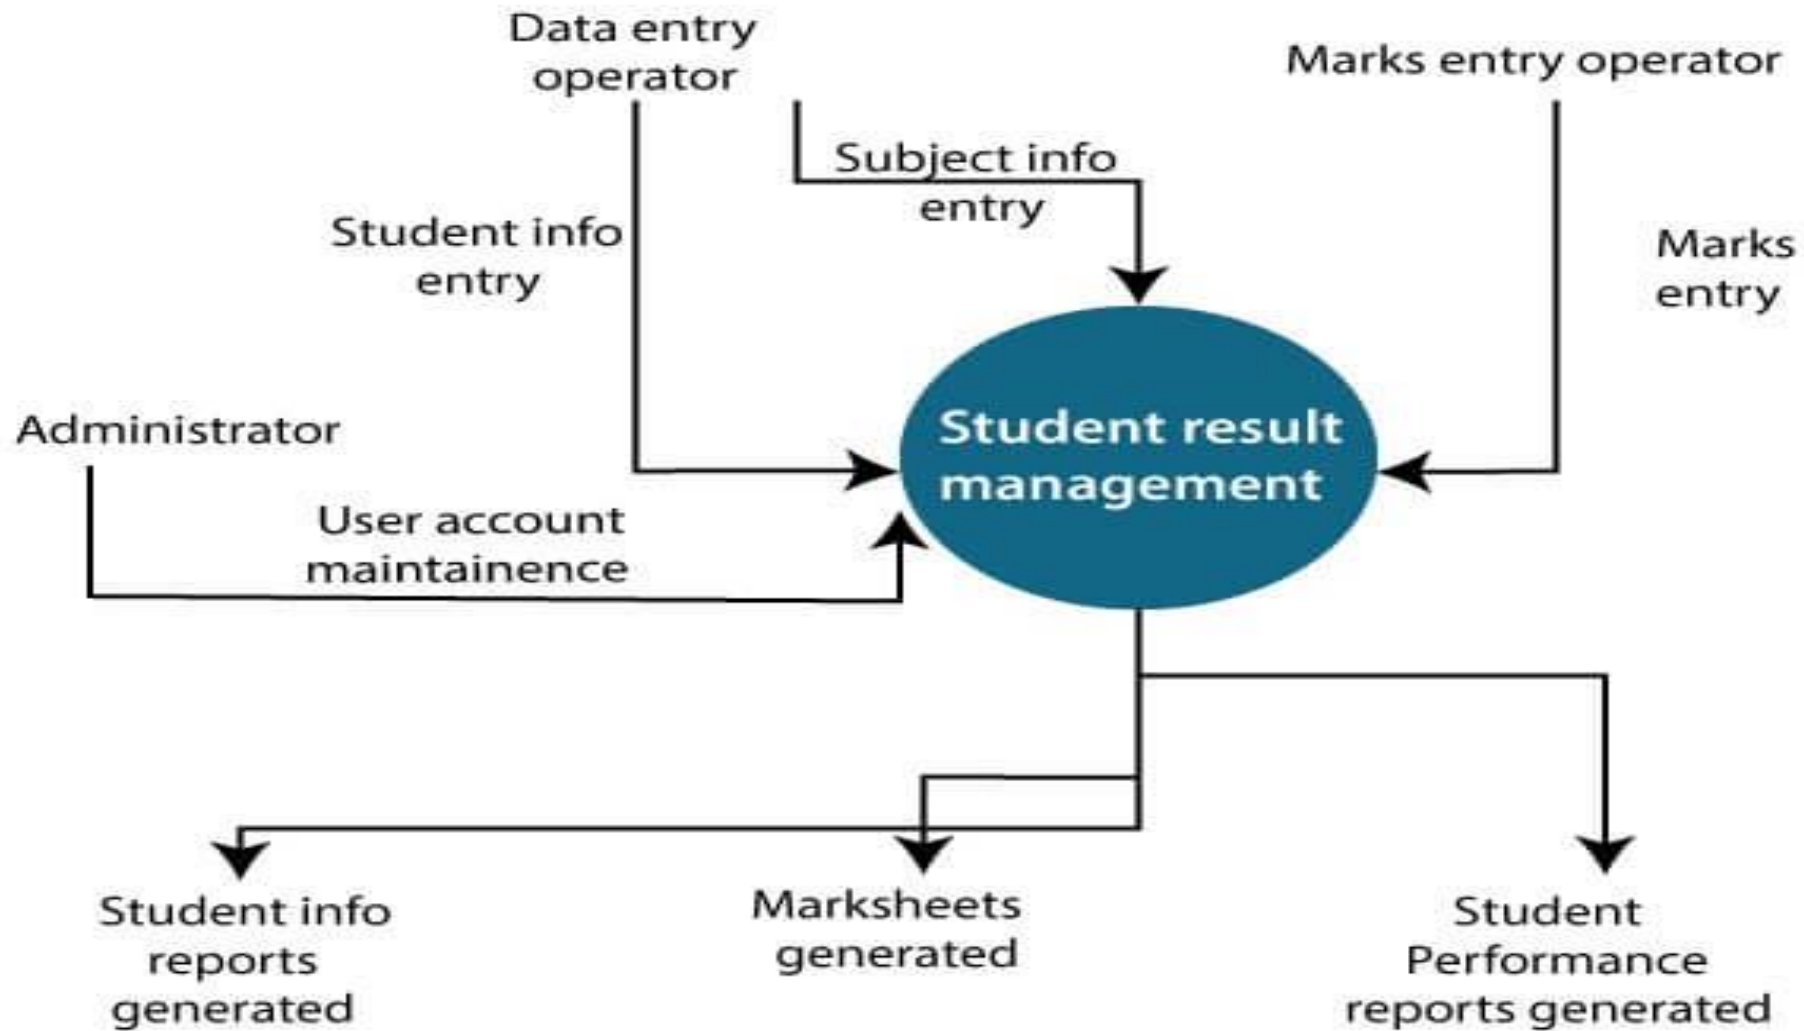 Data entry
operator
Marks entry operator
Subject info
entry
Student info
entry
Marks
entry
Administrator
Student result
management
User account
maintainence
Student info
reports
generated
Marksheets
generated
Student
Performance
reports generated